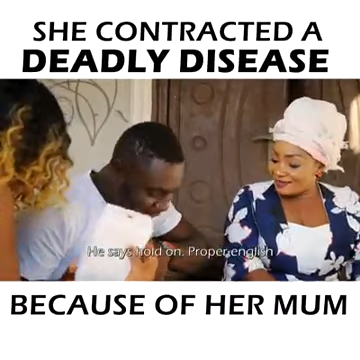 SHE CONTRACTED A
DEADLY DISEASE
He says hold on. Proper english
BECAUSE OF HER MUM